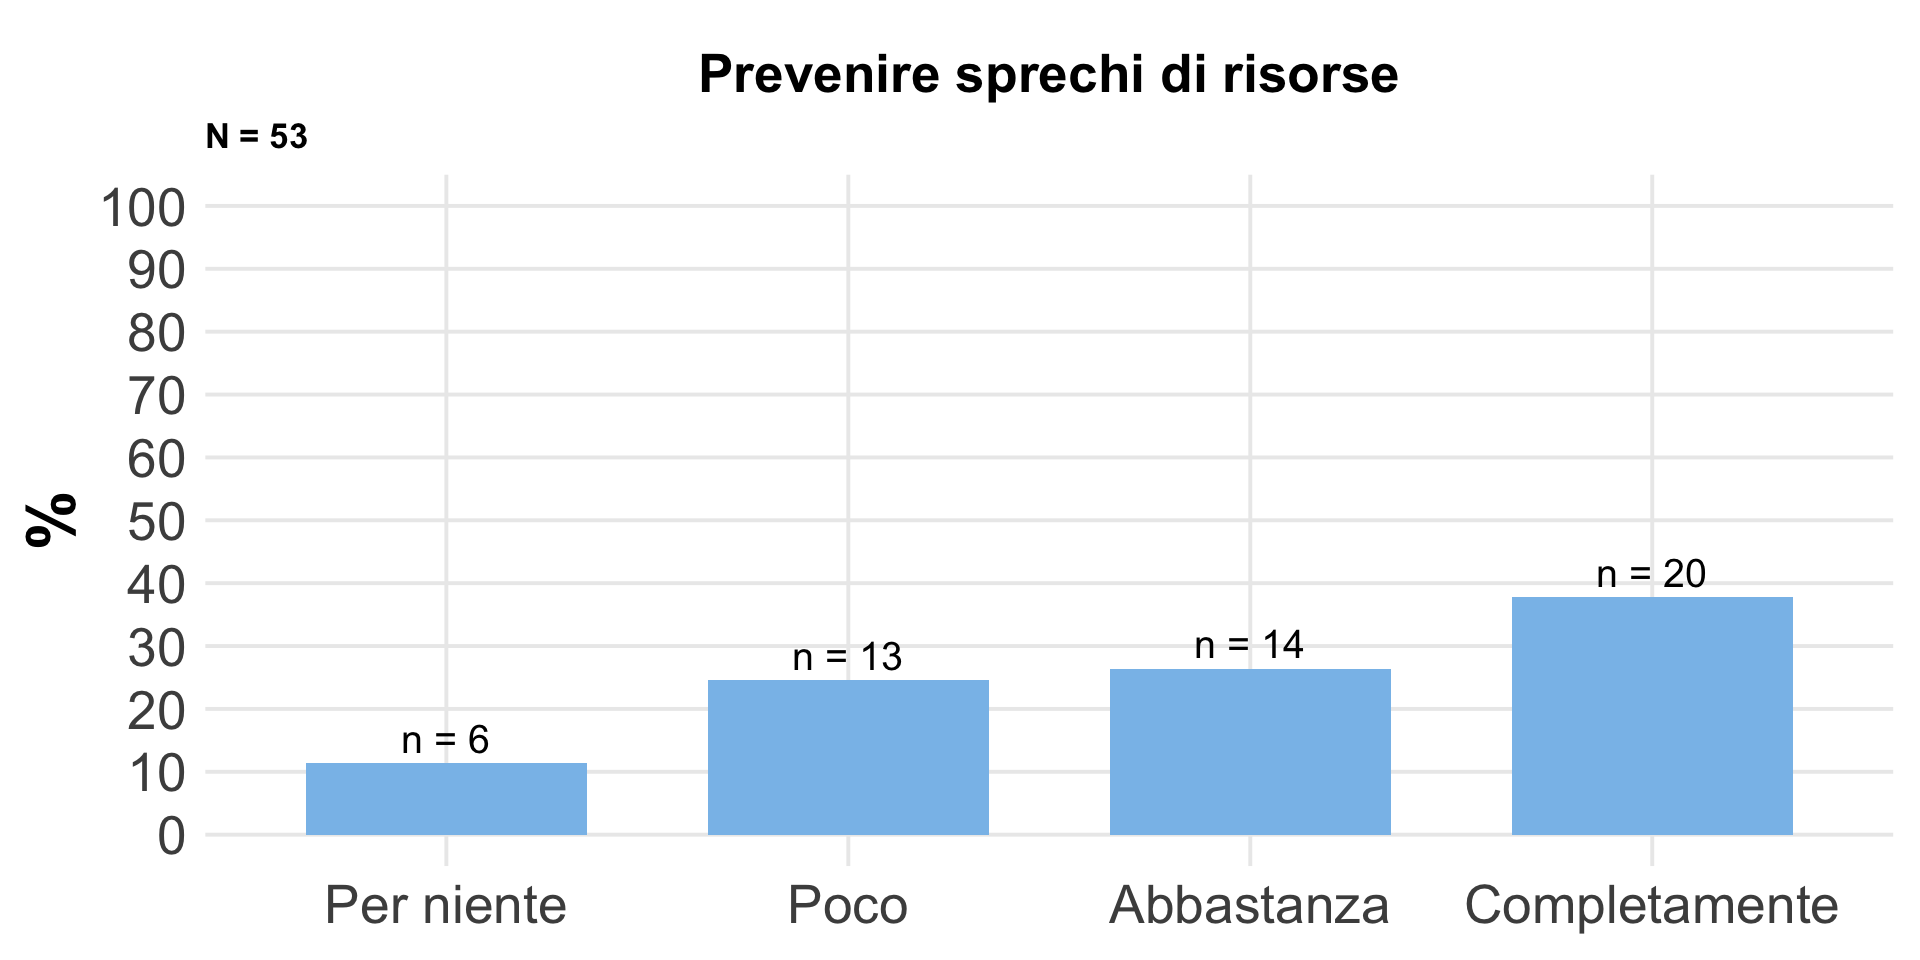 Prevenire sprechi di risorse
N = 53
100
90
80
70
60
50
40
30
20
10
0
%
n = 6
n = 13
n = 14
n = 20
Per niente
Poco
Abbastanza
Completamente